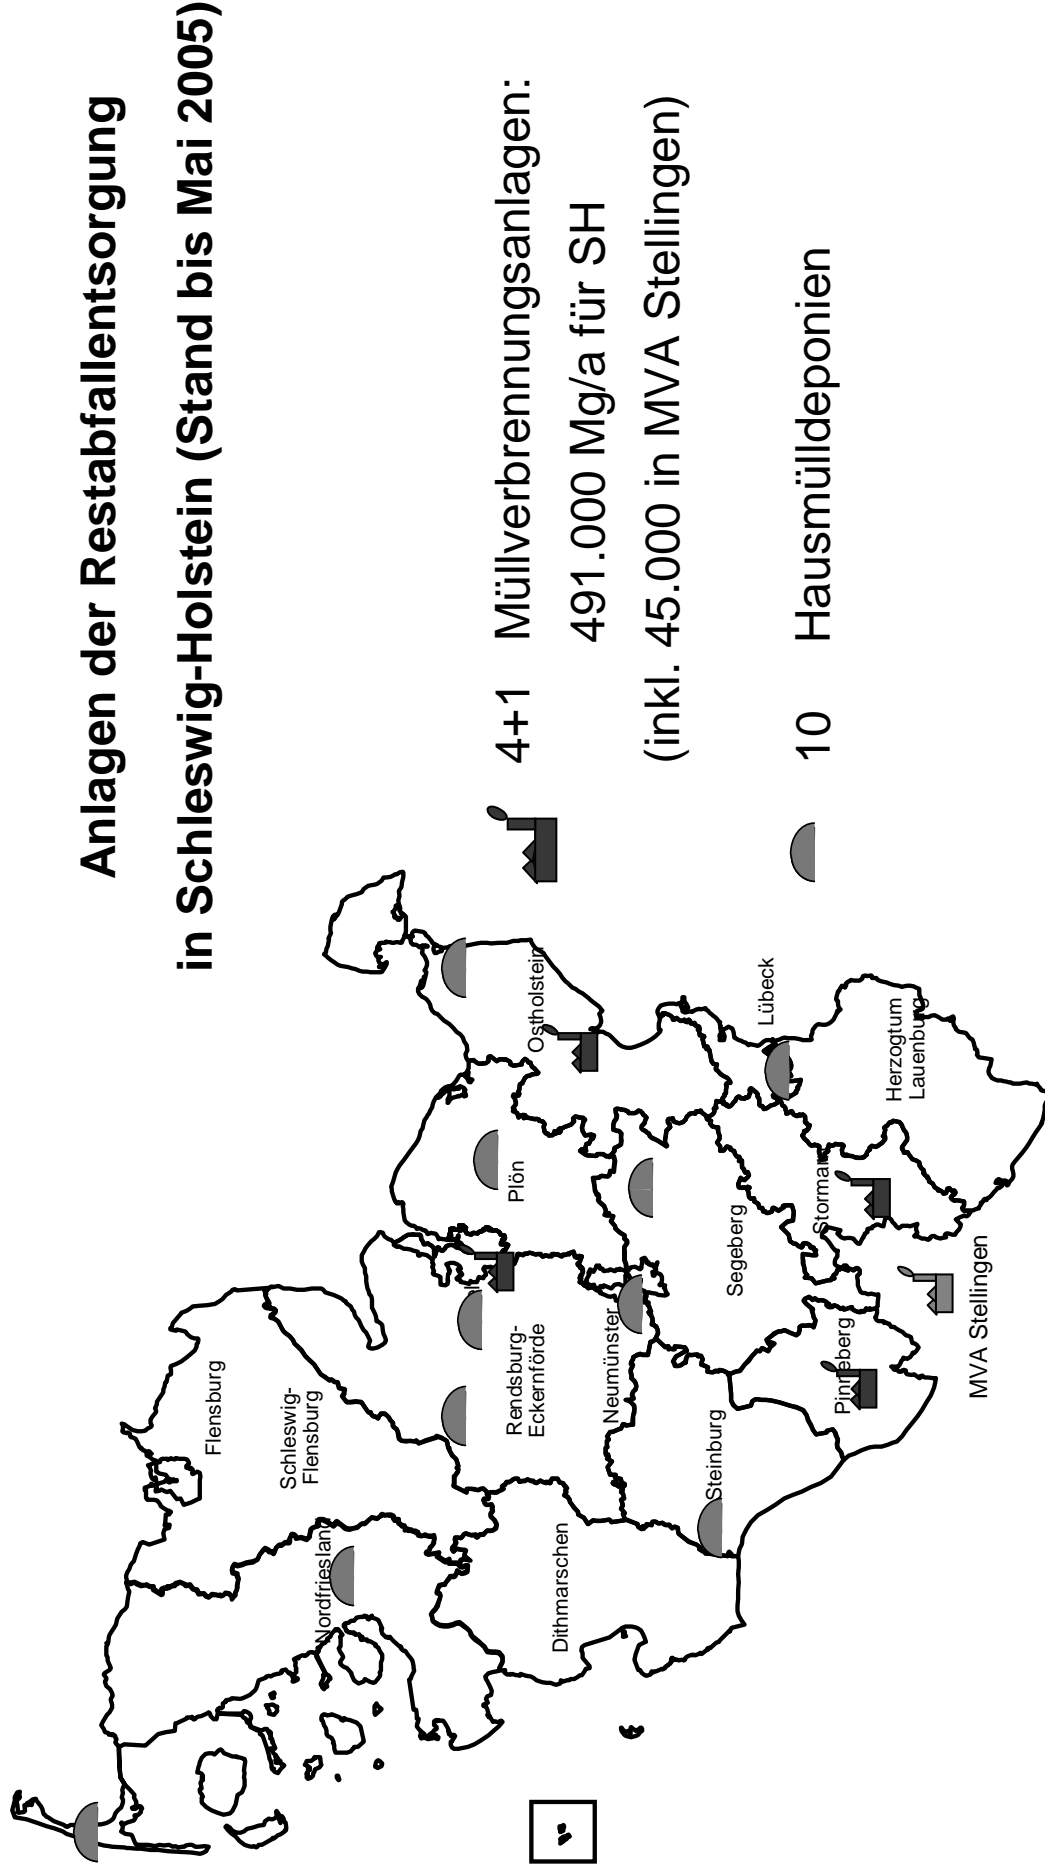 Anlagen der Restabfallentsorgung
in Schleswig-Holstein (Stand bis Mai 2005)
4+1 Müllverbrennungsanlagen:
491.000 Mg/a für SH
(inkl. 45.000 in MVA Stellingen)
10 Hausmülldeponien
Flensburg
Schleswig-
Flensburg
Nordfriesland
Ostholstein
Plön
Rendsburg-
Eckernförde
Dithmarschen
Neumünster
Steinburg
Segeberg
Lübeck
Stormarn
Pinneberg
Herzogtum
Lauenburg
MVA Stellingen